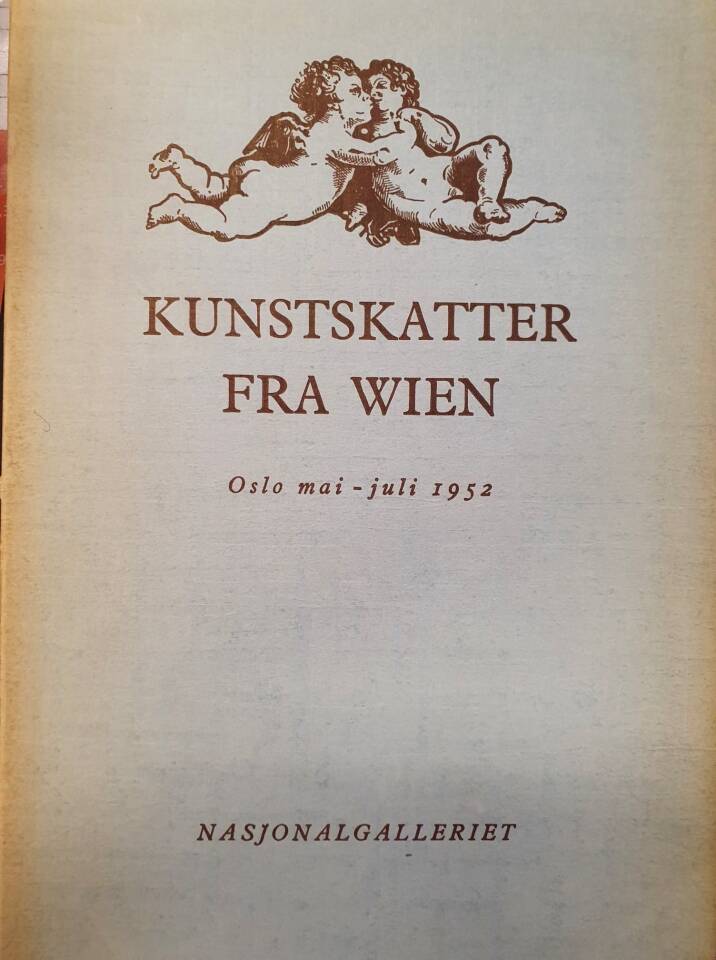 KUNSTSKATTER
FRA WIEN
Oslo mai - juli 1952
NASJONALGALLERIET